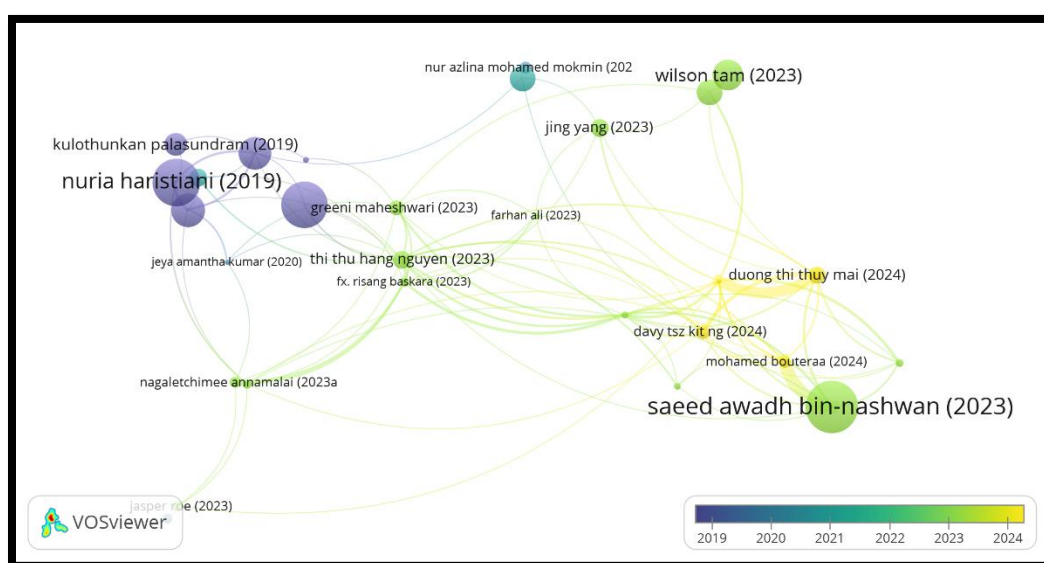 nur azlina mohamed mokmin (202
wilson tam (2023)
jing yang (2023)
kulothunkan palasundram (2019)
nuria haristiani (2019)
greeni maheshwari (2023)
farhan ali (2023)
jeya amantha kumar (2020)
thi thu hang nguyen (2023)
fx. risang baskara (2023)
duong thi thuy mai (2024)
davy tsz kit ng (2024)
mohamed bouteraa (2024)
nagaletchimee annamalai (2023a
saeed awadh bin-nashwan (2023)
jasper roe (2023)
VOSviewer
2019 2020 2021 2022 2023 2024